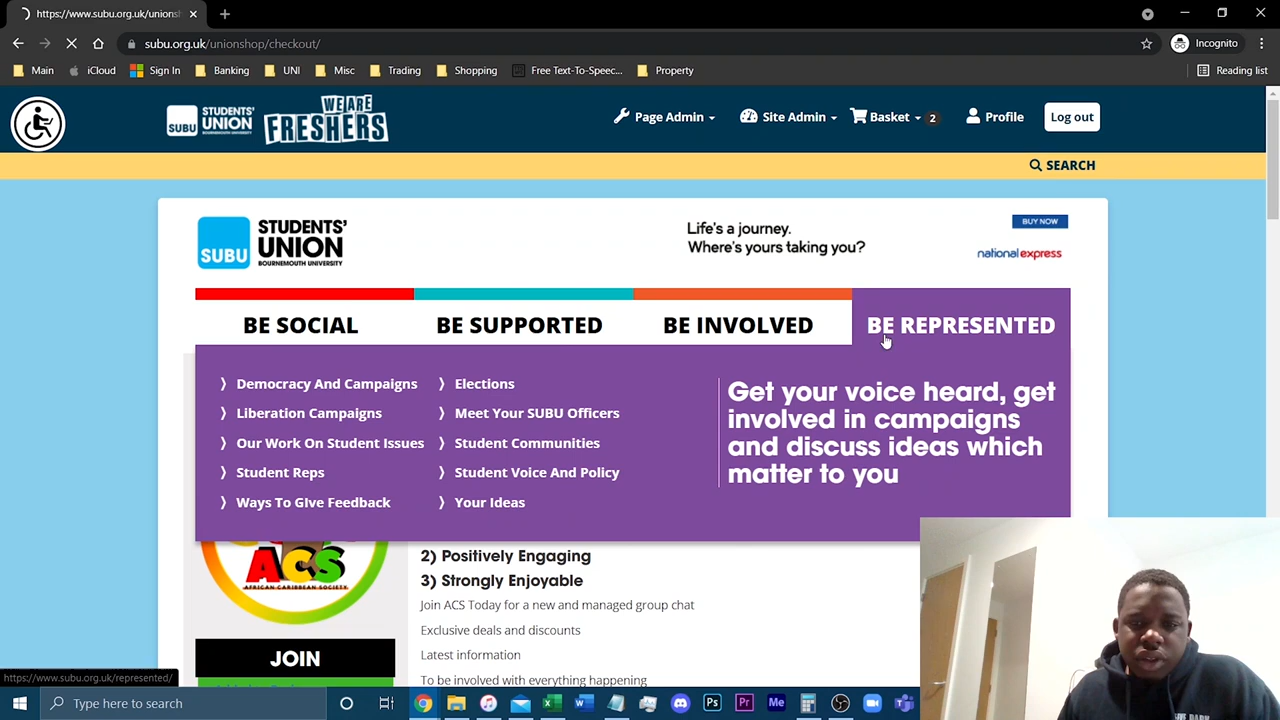 https://www.subu.org.uk/unions
subu.org.uk/unionshop/checkout/
Incognito
Main
iCloud
Sign In
Banking
UNI
Misc
Trading
Shopping
Free Text-To-Speec...
Property
Reading list
SUBU STUDENTS' UNION BOURNEMOUTH UNIVERSITY
WE ARE FRESHERS
Page Admin
Site Admin
Basket 2
Profile
Log out
SEARCH
SUBU
STUDENTS'
UNION
BOURNEMOUTH UNIVERSITY
Life's a journey.
Where's yours taking you?
BUY NOW
national express
BE SOCIAL
BE SUPPORTED
BE INVOLVED
BE REPRESENTED
Democracy And Campaigns
Liberation Campaigns
Our Work On Student Issues
Student Reps
Ways To GIve Feedback
Elections
Meet Your SUBU Officers
Student Communities
Student Voice And Policy
Your Ideas
Get your voice heard, get
involved in campaigns
and discuss ideas which
matter to you
ACS
AFRICAN CARIBBEAN SOCIETY
2) Positively Engaging
3) Strongly Enjoyable
Join ACS Today for a new and managed group chat
Exclusive deals and discounts
Latest information
To be involved with everything happening
JOIN
https://www.subu.org.uk/represented/
Type here to search
Ps
Pr
Me